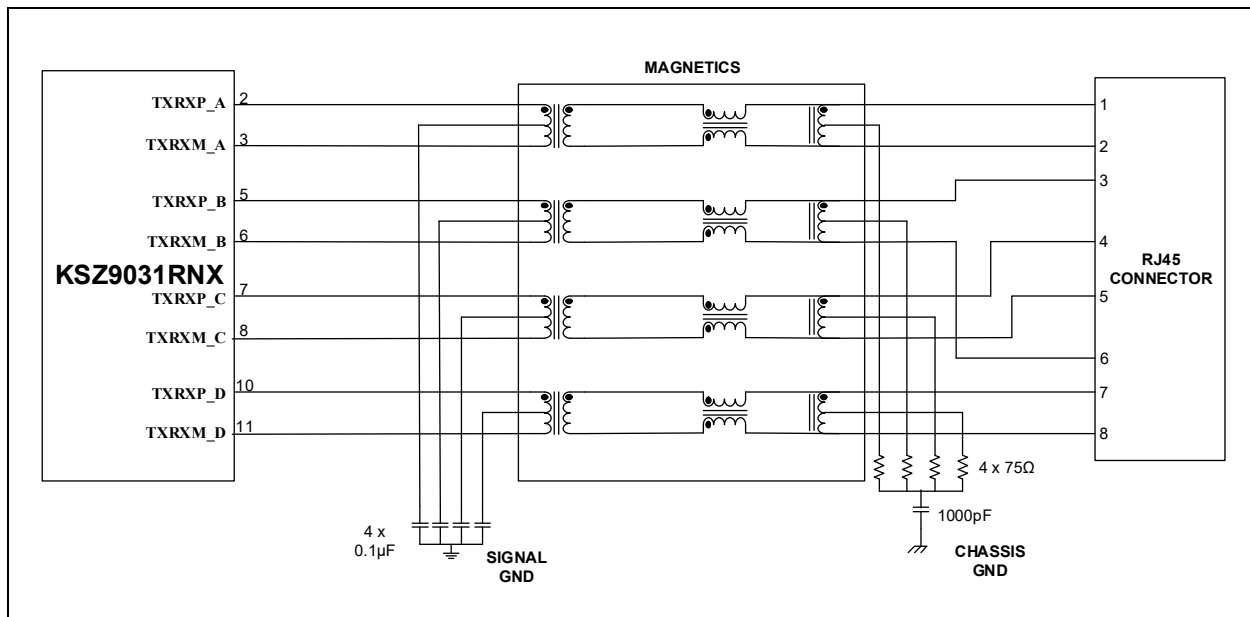 MAGNETICS
TXRXP_A 2
TXRXM_A 3
TXRXP_B 5
TXRXM_B 6
KSZ9031RNX
TXRXP_C 7
TXRXM_C 8
TXRXP_D 10
TXRXM_D 11
1
2
3
4
5
6
7
8
RJ45
CONNECTOR
4 x
0.1µF
SIGNAL
GND
4 x 75Ω
1000pF
CHASSIS
GND